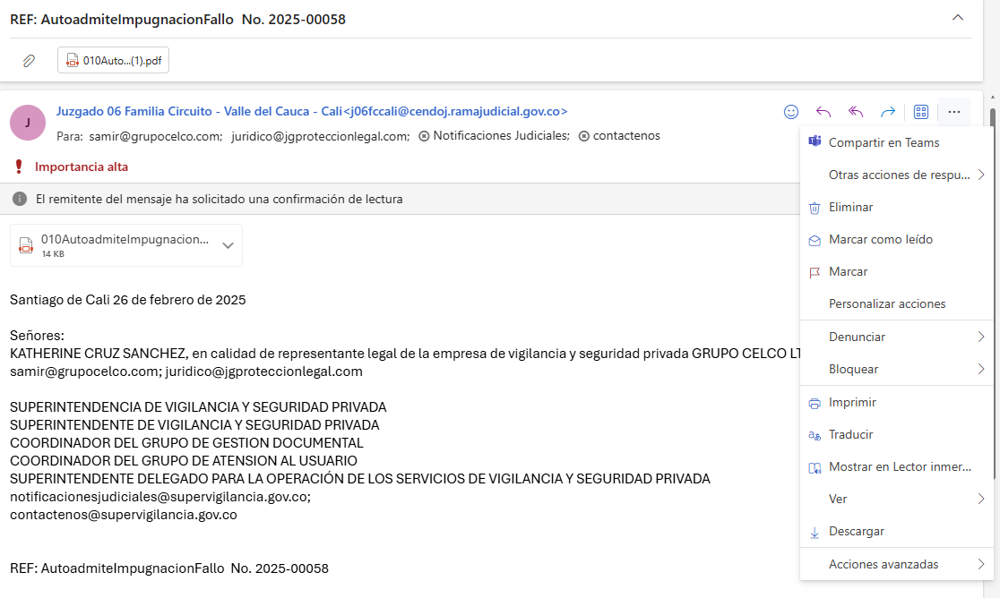 REF: AutoadmiteImpugnacionFallo No. 2025-00058
010Auto...(1).pdf
J
Juzgado 06 Familia Circuito - Valle del Cauca - Cali<j06fccali@cendoj.ramajudicial.gov.co>
Para: samir@grupocelco.com; juridico@jgproteccionlegal.com; Notificaciones Judiciales; contactenos
Importancia alta
El remitente del mensaje ha solicitado una confirmación de lectura
010AutoadmiteImpugnacion...
14 KB
Santiago de Cali 26 de febrero de 2025
Señores:
KATHERINE CRUZ SANCHEZ, en calidad de representante legal de la empresa de vigilancia y seguridad privada GRUPO CELCO LT
samir@grupocelco.com; juridico@jgproteccionlegal.com
SUPERINTENDENCIA DE VIGILANCIA Y SEGURIDAD PRIVADA
SUPERINTENDENTE DE VIGILANCIA Y SEGURIDAD PRIVADA
COORDINADOR DEL GRUPO DE GESTION DOCUMENTAL
COORDINADOR DEL GRUPO DE ATENSION AL USUARIO
SUPERINTENDENTE DELEGADO PARA LA OPERACIÓN DE LOS SERVICIOS DE VIGILANCIA Y SEGURIDAD PRIVADA
notificacionesjudiciales@supervigilancia.gov.co;
contactenos@supervigilancia.gov.co
REF: AutoadmiteImpugnacionFallo No. 2025-00058
Compartir en Teams
Otras acciones de respu...
Eliminar
Marcar como leído
Marcar
Personalizar acciones
Denunciar
Bloquear
Imprimir
Traducir
Mostrar en Lector inmer...
Ver
Descargar
Acciones avanzadas